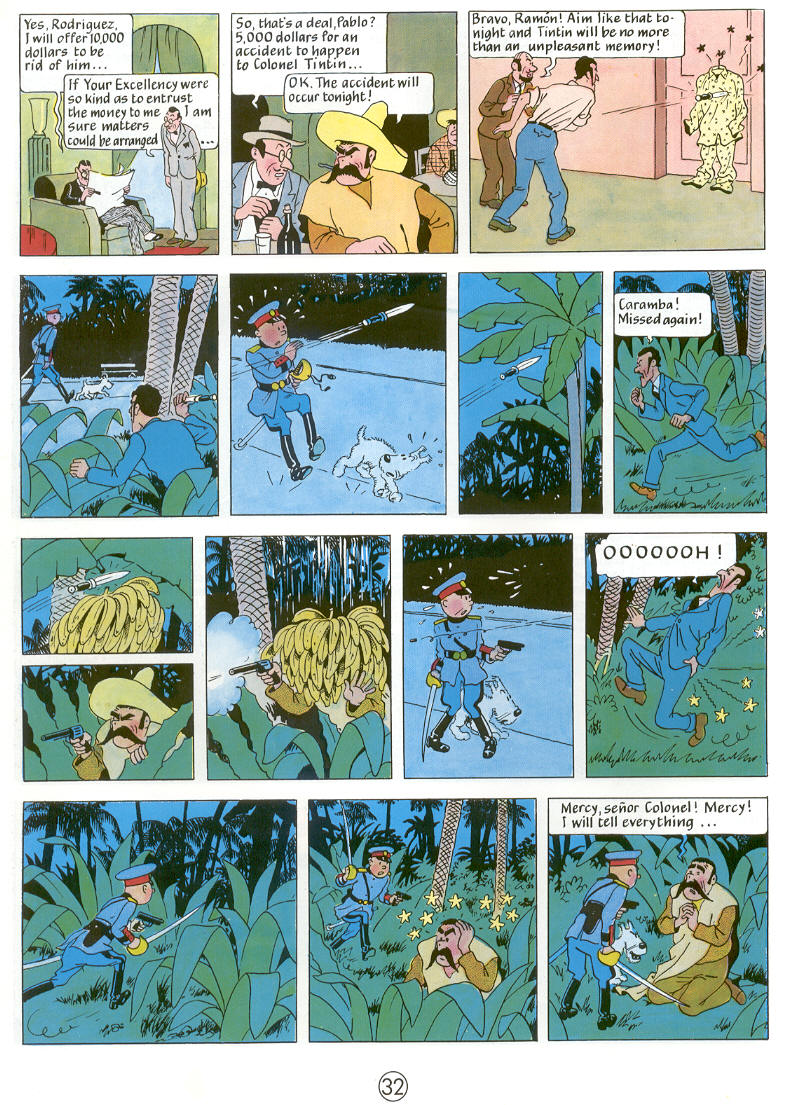 Yes, Rodriguez,
I will offer 10,000
dollars to be
rid of him...
If Your Excellency were
so kind as to entrust
the money to me, I am
sure matters
could be arranged ...
So, that's a deal, Pablo?
5,000 dollars for an
accident to happen
to Colonel Tintin...
OK. The accident will
occur tonight!
Bravo, Ramón! Aim like that to-
night and Tintin will be no more
than an unpleasant memory!
Caramba!
Missed again!
OO'OOOOH!
Mercy, señor Colonel! Mercy!
I will tell everything ...
32